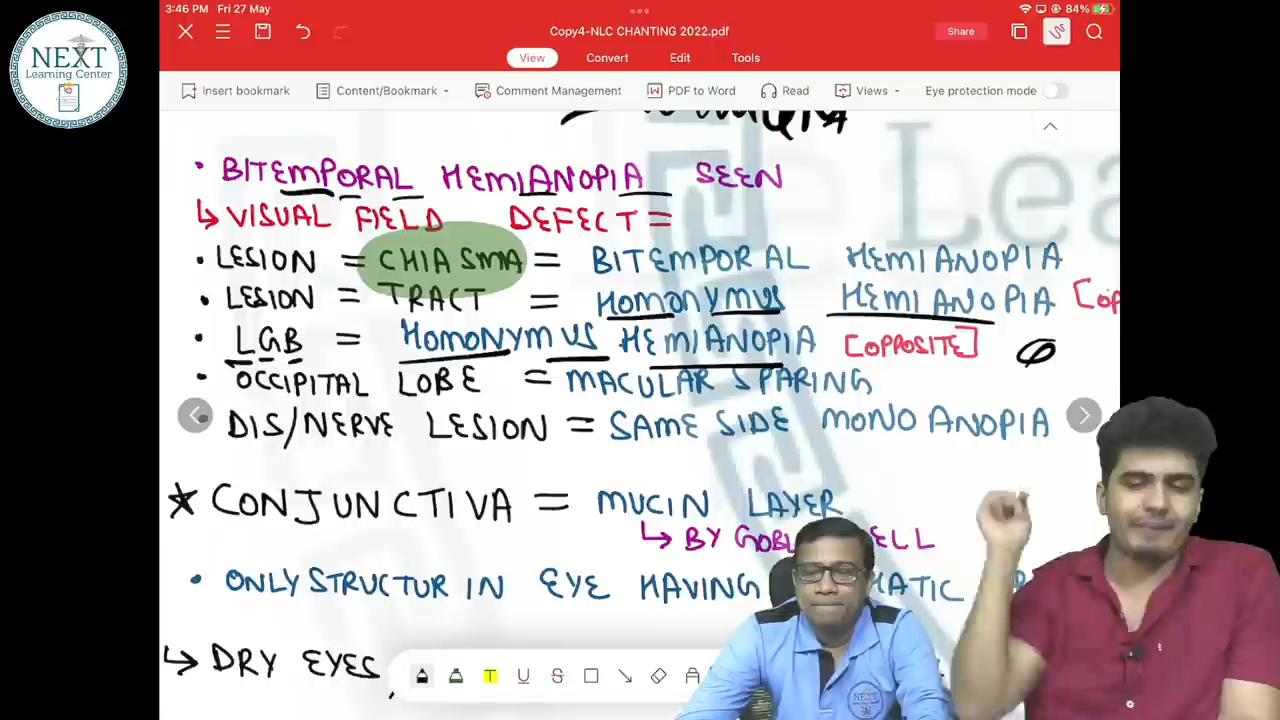 3:46 PM Fri 27 May
84%
NEXT
Learning Center
Copy4-NLC CHANTING 2022.pdf
Share
View Convert Edit Tools
Insert bookmark Content/Bookmark Comment Management PDF to Word Read Views Eye protection mode
Lea
• BITEMPORAL HEMIANOPIA SEEN
↳ VISUAL FIELD DEFECT =
• LESION = CHIASMA = BITEMPORAL HEMIANOPIA
• LESION = TRACT = HOMONYMUS HEMIANOPIA [OP
• LGB = HOMONYMUS HEMIANOPIA [OPPOSITE]
• OCCIPITAL LOBE = MACULAR SPARING
• DIS/NERVE LESION = SAME SIDE MONO ANOPIA
★ CONJUNCTIVA = MUCIN LAYER
↳ BY GOBL ELL
• ONLY STRUCTUR IN EYE HAVING ATIC
↳ DRY EYES,